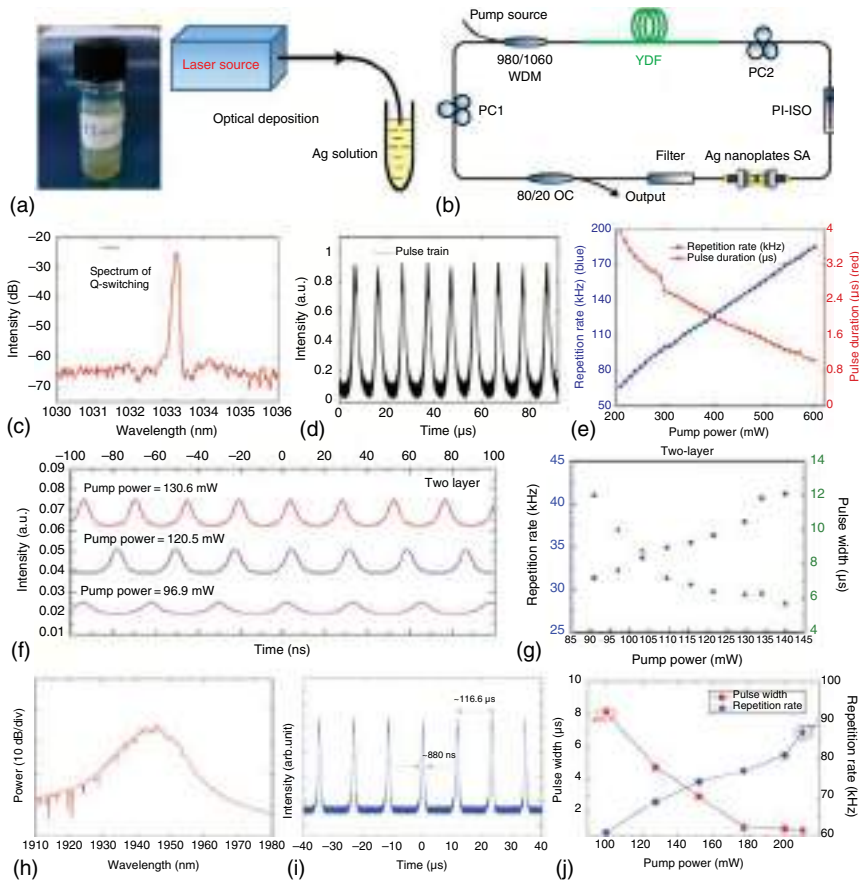 Laser source
Optical deposition
Ag solution
(a)
Pump source
980/1060
WDM
YDF
PC2
PC1
PI-ISO
Filter
Ag nanoplates SA
80/20 OC
Output
(b)
−20
−30
−40
−50
−60
−70
Intensity (dB)
Spectrum of
Q-switching
1030 1031 1032 1033 1034 1035 1036
Wavelength (nm)
(c)
1
0.8
0.6
0.4
0.2
0
Intensity (a.u.)
Pulse train
0 20 40 60 80
Time (µs)
(d)
200
170
140
110
80
50
Repetition rate (kHz) (blue)
Repetition rate (kHz)
Pulse duration (µs)
4
3.2
2.4
1.6
0.8
0
Pulse duration (µs) (red)
200 300 400 500 600
Pump power (mW)
(e)
−100 −80 −60 −40 −20 0 20 40 60 80 100
0.09
0.08
0.07
0.06
0.05
0.04
0.03
0.02
0.01
Intensity (a.u.)
Two layer
Pump power = 130.6 mW
Pump power = 120.5 mW
Pump power = 96.9 mW
Time (ns)
(f)
Two-layer
45
40
35
30
25
Repetition rate (kHz)
14
12
10
8
6
4
Pulse width (µs)
85 90 95 100 105 110 115 120 125 130 135 140 145
Pump power (mW)
(g)
Power (10 dB/div)
1910 1920 1930 1940 1950 1960 1970 1980
Wavelength (nm)
(h)
Intensity (arb.unit)
~116.6 µs
~880 ns
−40 −30 −20 −10 0 10 20 30 40
Time (µs)
(i)
10
8
6
4
2
Pulse width (µs)
Pulse width
Repetition rate
100
90
80
70
60
Repetition rate (kHz)
100 120 140 160 180 200
Pump power (mW)
(j)